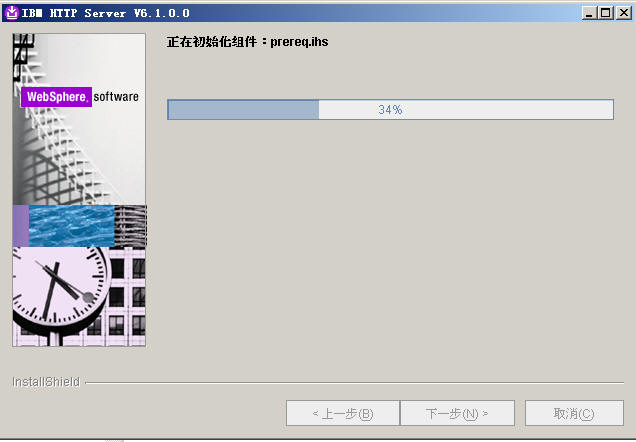 IBM HTTP Server V6.1.0.0
正在初始化组件：prereq.ihs
WebSphere. software
34%
InstallShield
< 上一步(B)
下一步(N) >
取消(C)